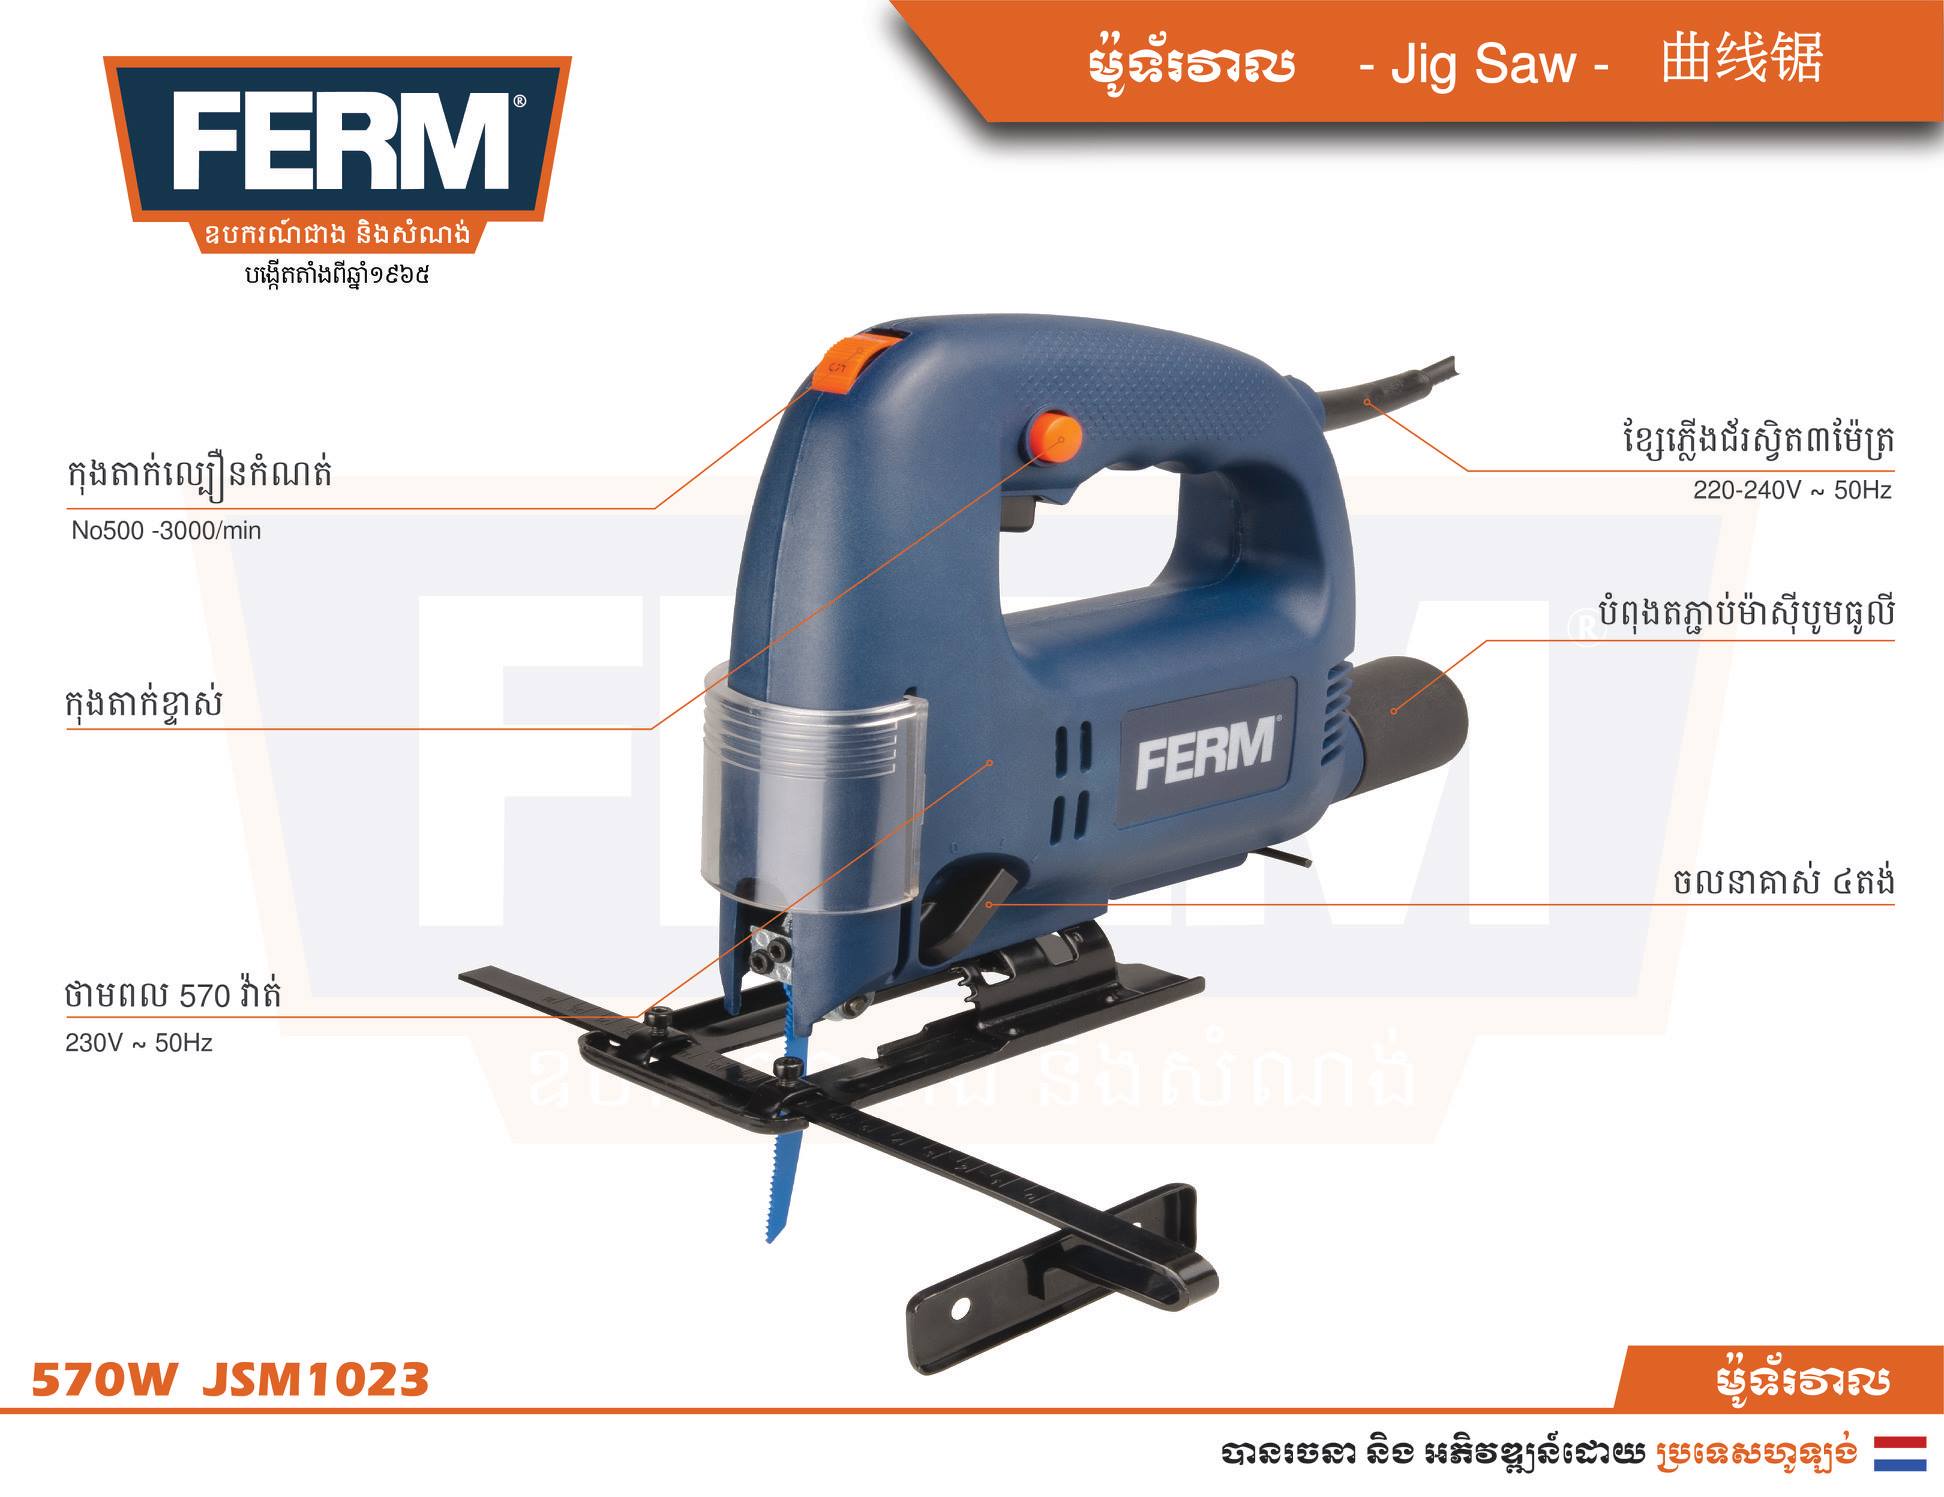 ម៉ូទ័រវាល - Jig Saw - 曲线锯
FERM®
ឧបករណ៍ជាង និងសំណង់
បង្កើតតាំងពីឆ្នាំ១៩៦៥
កុងតាក់ល្បឿនកំណត់
No500 -3000/min
ខ្សែភ្លើងជ័រស្វិត៣ម៉ែត្រ
220-240V ~ 50Hz
បំពុងតភ្ជាប់ម៉ាស៊ីបូមធូលី
កុងតាក់ខ្ទាស់
FERM®
ចលនាគាស់ ៤តង់
ថាមពល 570 វ៉ាត់
230V ~ 50Hz
570W JSM1023
ម៉ូទ័រវាល
បានរចនា និង អភិវឌ្ឍន៍ដោយ ប្រទេសហូឡង់